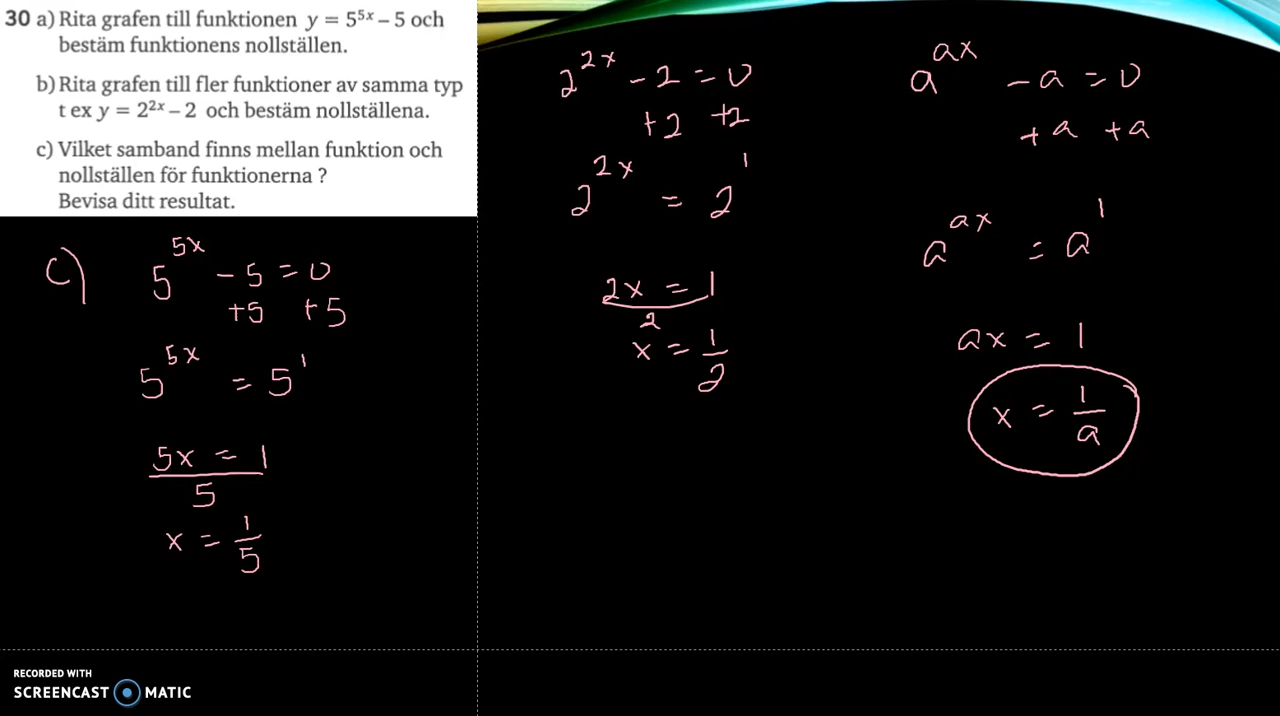 30 a) Rita grafen till funktionen y = 5^{5x} – 5 och
bestäm funktionens nollställen.
b) Rita grafen till fler funktioner av samma typ
t ex y = 2^{2x} – 2 och bestäm nollställena.
c) Vilket samband finns mellan funktion och
nollställen för funktionerna ?
Bevisa ditt resultat.
c) 5^{5x} - 5 = 0
+5 +5
5^{5x} = 5^1
5x = 1
5
x = 1/5
2^{2x} - 2 = 0
+2 +2
2^{2x} = 2^1
2x = 1
2
x = 1/2
a^{ax} - a = 0
+a +a
a^{ax} = a^1
ax = 1
x = 1/a
RECORDED WITH
SCREENCAST MATIC